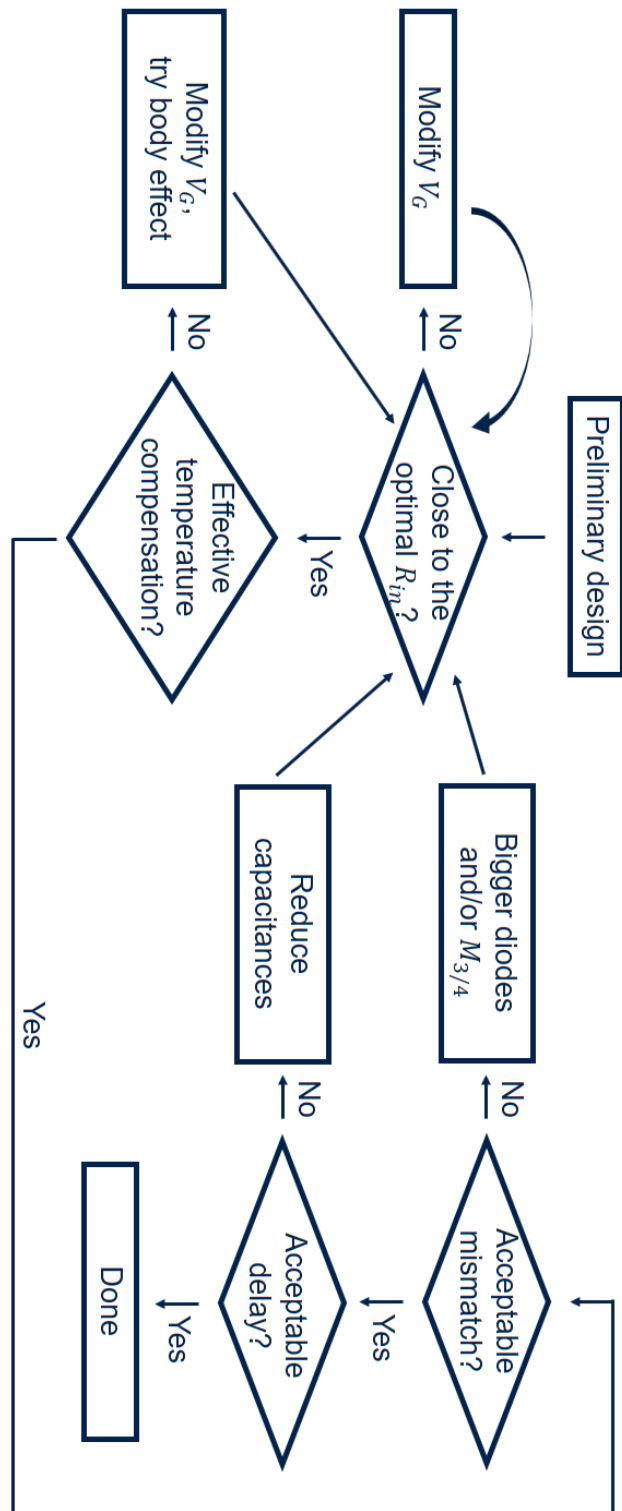 Preliminary design
Modify V_G
No
Close to the
optimal R_in?
Yes
Modify V_G,
try body effect
No
Effective
temperature
compensation?
Yes
Bigger diodes
and/or M_3/4
No
Acceptable
mismatch?
Yes
Reduce
capacitances
No
Acceptable
delay?
Yes
Done